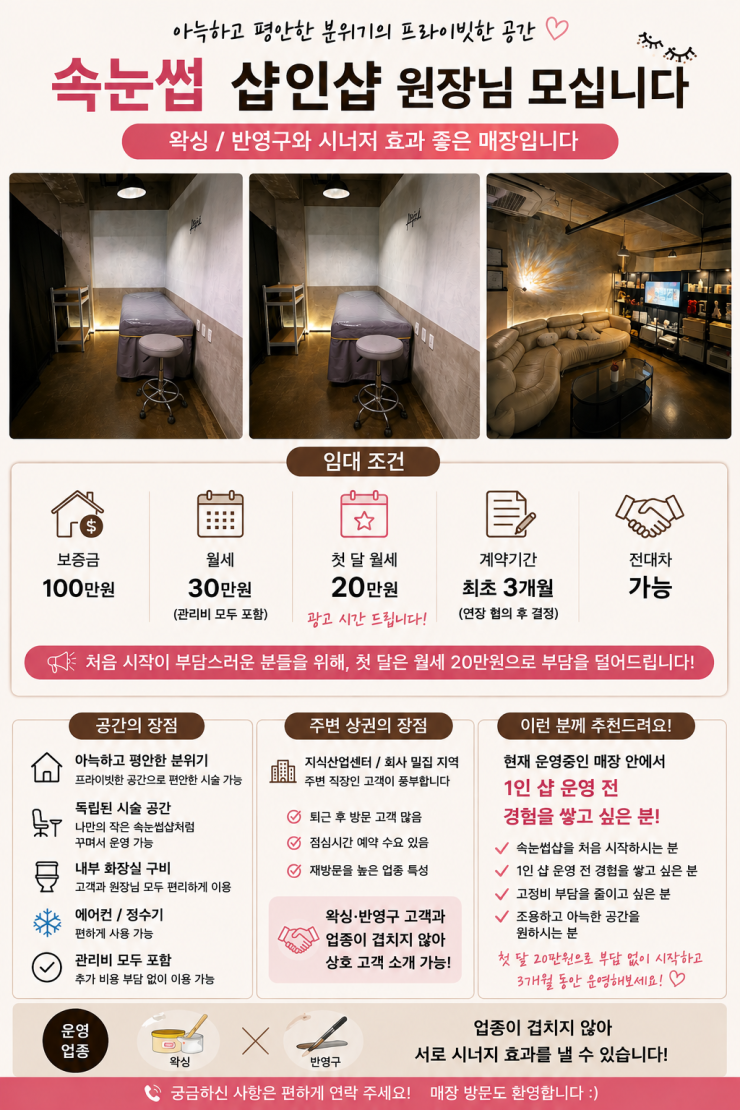 아늑하고 평안한 분위기의 프라이빗한 공간
속눈썹 샵인샵 원장님 모십니다
왁싱 / 반영구와 시너저 효과 좋은 매장입니다
임대 조건
보증금
100만원
월세
30만원
(관리비 모두 포함)
첫 달 월세
20만원
광고 시간 드립니다!
계약기간
최초 3개월
(연장 협의 후 결정)
전대차
가능
처음 시작이 부담스러운 분들을 위해, 첫 달은 월세 20만원으로 부담을 덜어드립니다!
공간의 장점
아늑하고 평안한 분위기
프라이빗한 공간으로 편안한 시술 가능
독립된 시술 공간
나만의 작은 속눈썹샵처럼
꾸며서 운영 가능
내부 화장실 구비
고객과 원장님 모두 편리하게 이용
에어컨 / 정수기
편하게 사용 가능
관리비 모두 포함
추가 비용 부담 없이 이용 가능
주변 상권의 장점
지식산업센터 / 회사 밀집 지역
주변 직장인 고객이 풍부합니다
퇴근 후 방문 고객 많음
점심시간 예약 수요 있음
재방문율 높은 업종 특성
왁싱·반영구 고객과
업종이 겹치지 않아
상호 고객 소개 가능!
이런 분께 추천드려요!
현재 운영중인 매장 안에서
1인 샵 운영 전
경험을 쌓고 싶은 분!
속눈썹샵을 처음 시작하시는 분
1인 샵 운영 전 경험을 쌓고 싶은 분
고정비 부담을 줄이고 싶은 분
조용하고 아늑한 공간을
원하시는 분
첫 달 20만원으로 부담 없이 시작하고
3개월 동안 운영해보세요!
운영
업종
왁싱
반영구
업종이 겹치지 않아
서로 시너지 효과를 낼 수 있습니다!
궁금하신 사항은 편하게 연락 주세요! 매장 방문도 환영합니다 :)